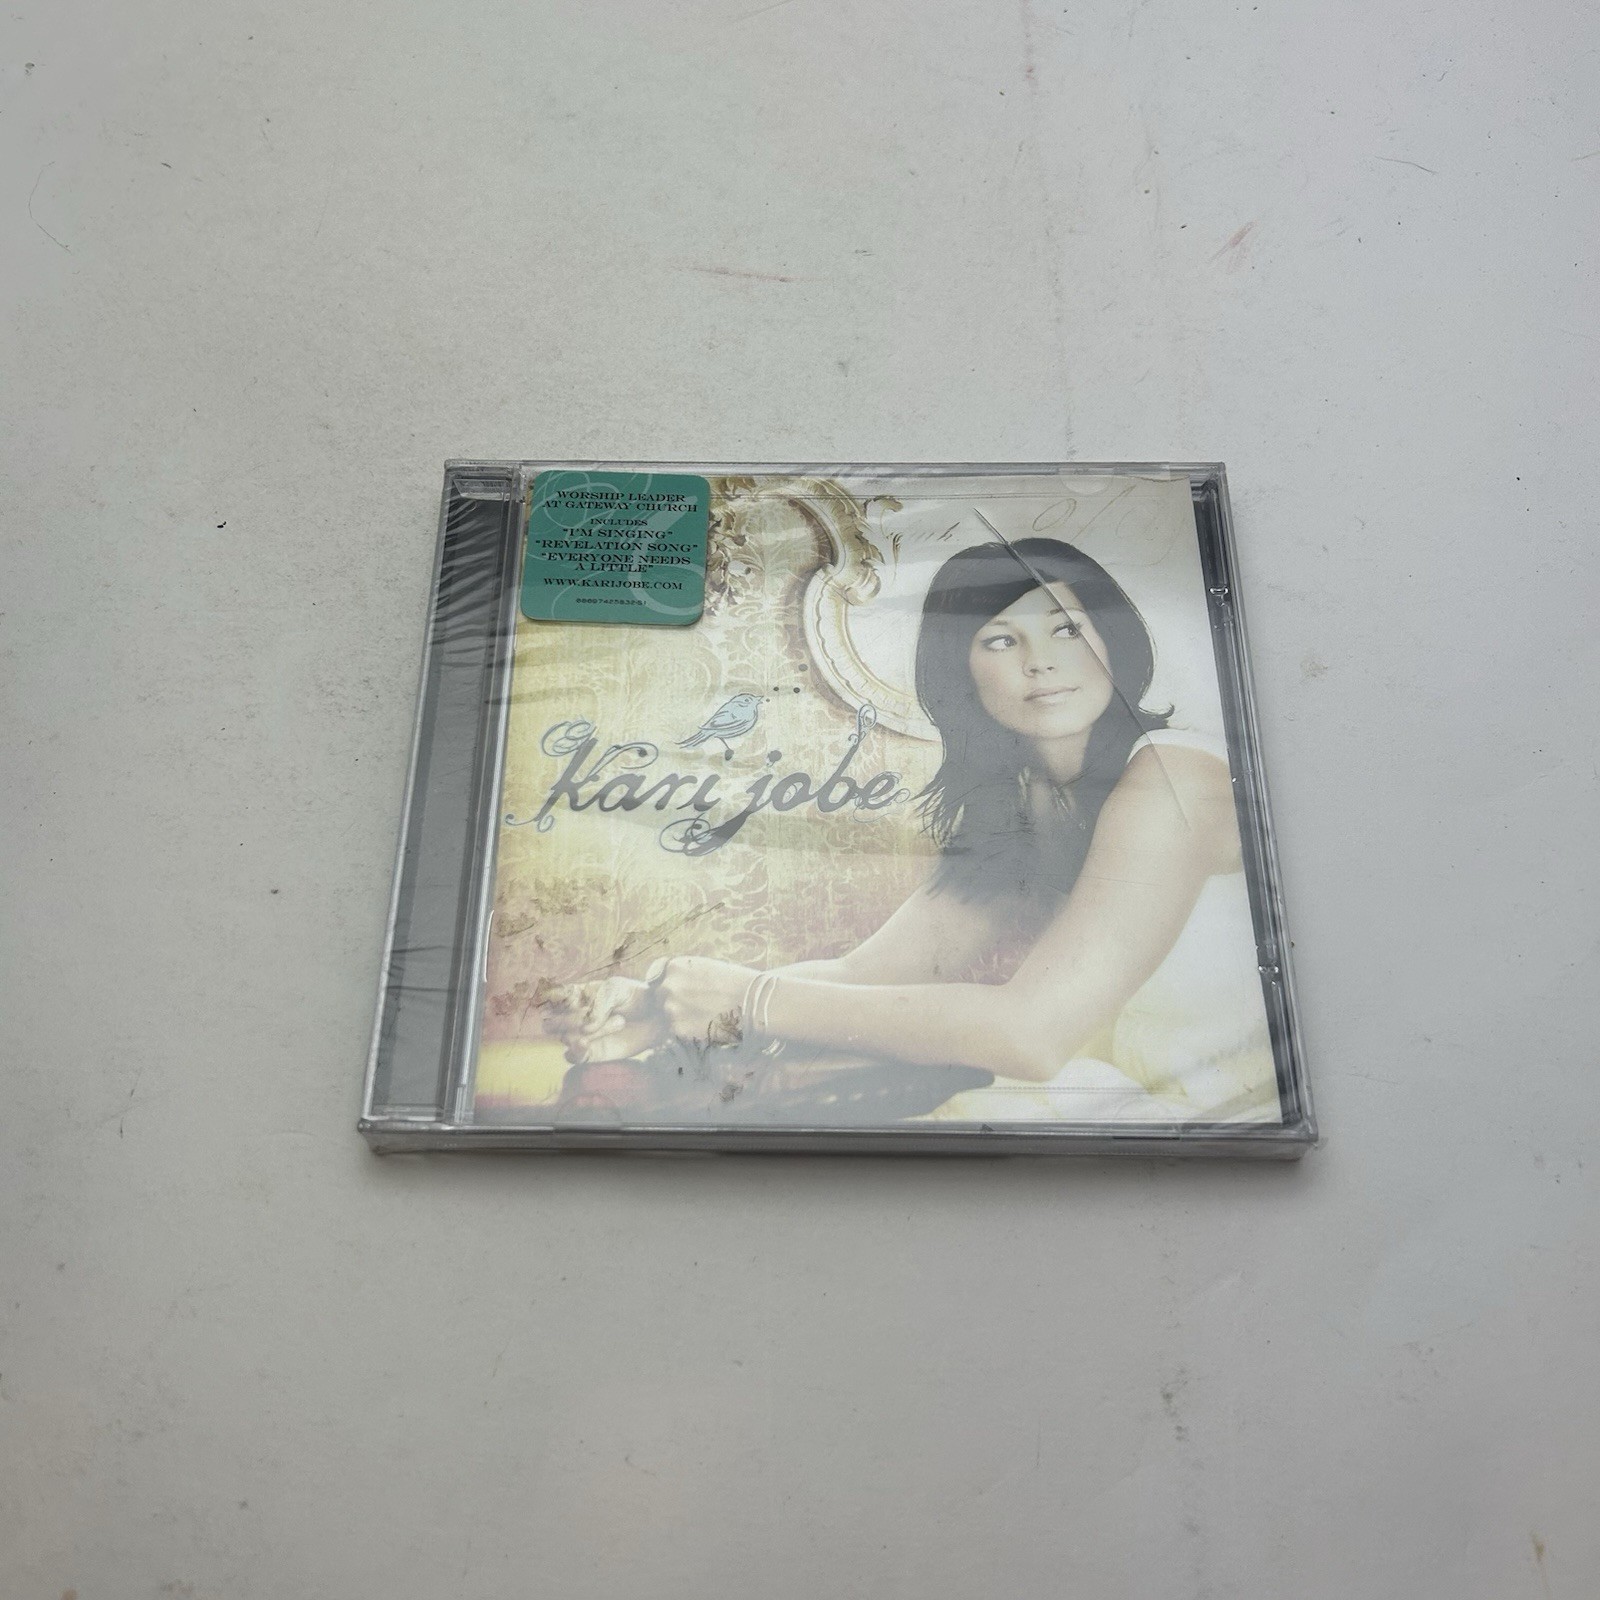 WORSHIP LEADER
AT GATEWAY CHURCH
INCLUDES
"I'M SINGING"
"REVELATION SONG"
"EVERYONE NEEDS
A LITTLE"
WWW.KARIJOBE.COM
Kari jobe